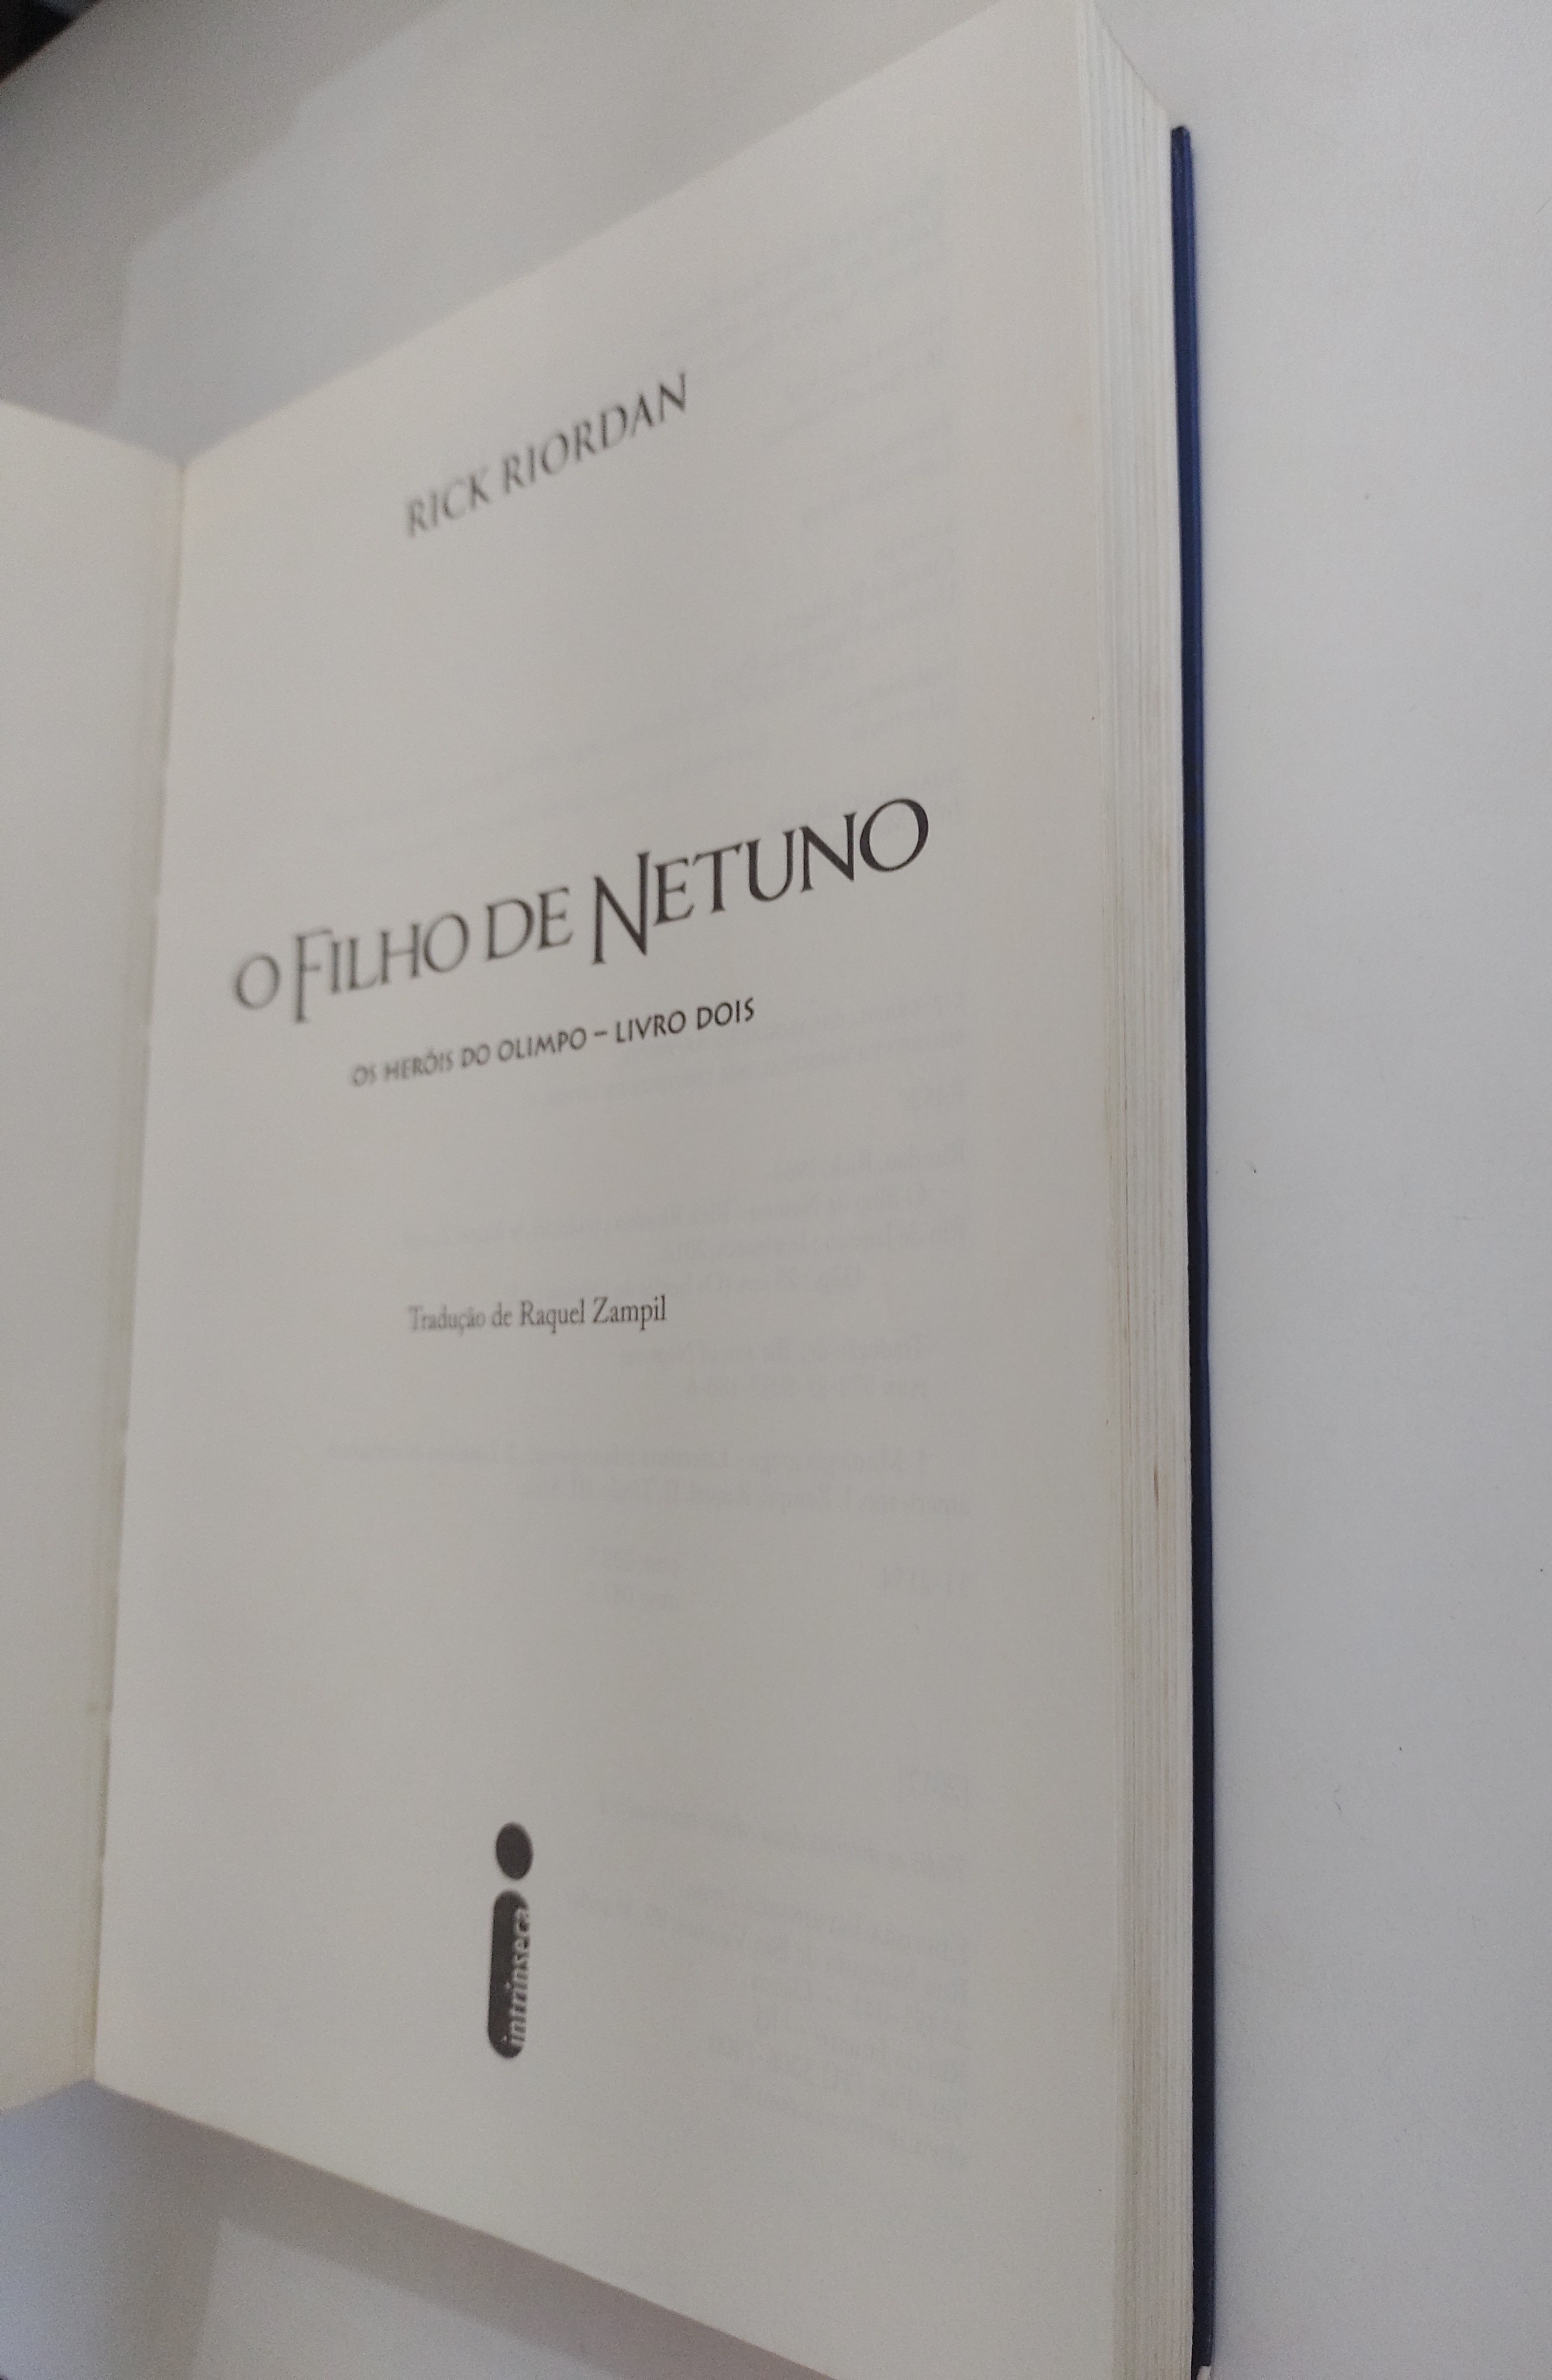 RICK RIORDAN
O FILHO DE NETUNO
OS HERÓIS DO OLIMPO – LIVRO DOIS
Tradução de Raquel Zampil
intrínseca